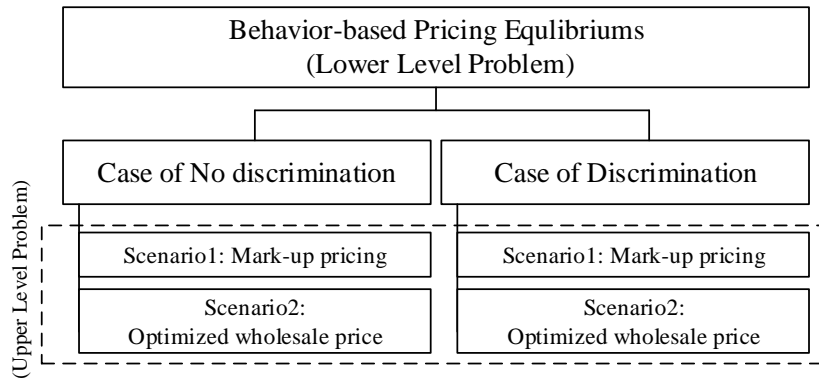 Behavior-based Pricing Equlibriums
(Lower Level Problem)
Case of No discrimination
Case of Discrimination
(Upper Level Problem)
Scenario1: Mark-up pricing
Scenario1: Mark-up pricing
Scenario2:
Optimized wholesale price
Scenario2:
Optimized wholesale price